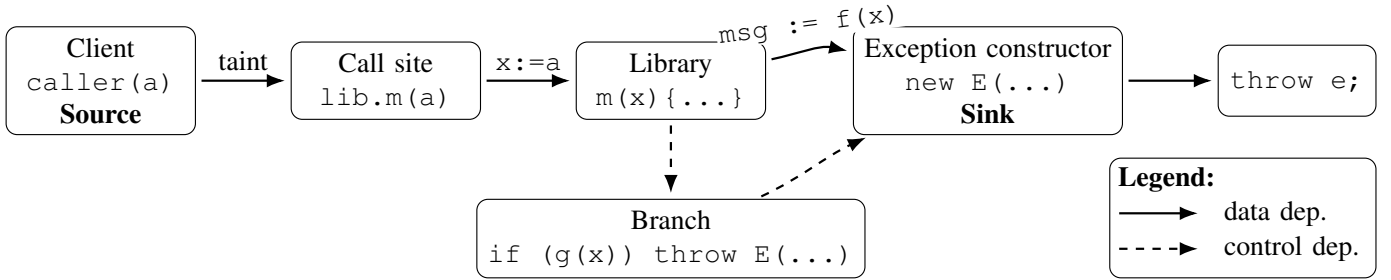 Client
caller(a)
Source
taint
Call site
lib.m(a)
x:=a
Library
m(x){...}
msg := f(x)
Exception constructor
new E(...)
Sink
throw e;
Branch
if (g(x)) throw E(...)
Legend:
data dep.
control dep.